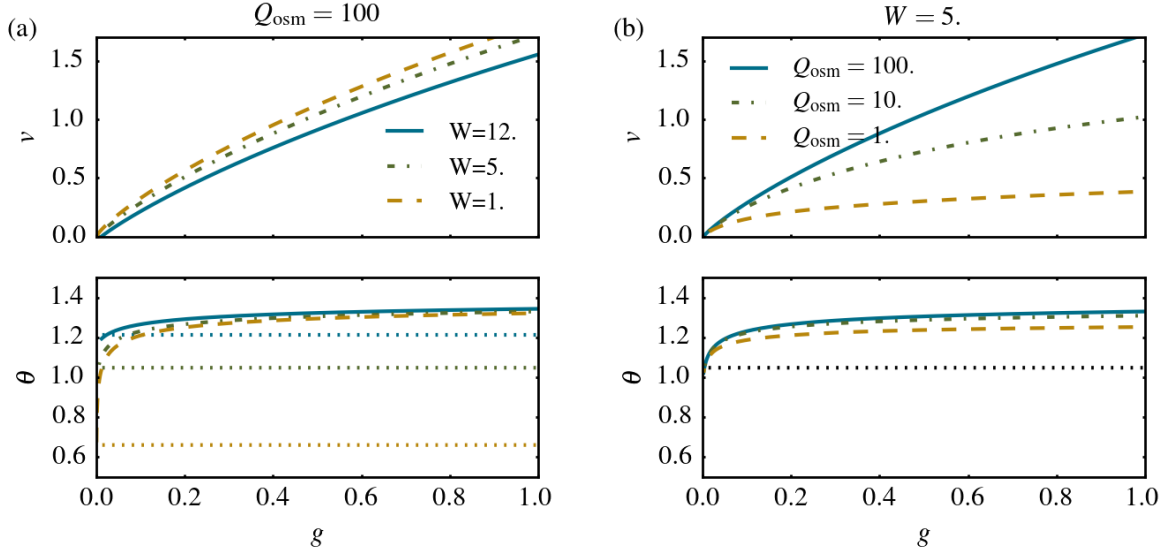 (a)
Q_osm = 100
1.5
1.0
0.5
0.0
v
W=12.
W=5.
W=1.
1.4
1.2
1.0
0.8
0.6
θ
0.0 0.2 0.4 0.6 0.8 1.0
g
(b)
W = 5.
1.5
1.0
0.5
0.0
v
Q_osm = 100.
Q_osm = 10.
Q_osm = 1.
1.4
1.2
1.0
0.8
0.6
θ
0.0 0.2 0.4 0.6 0.8 1.0
g